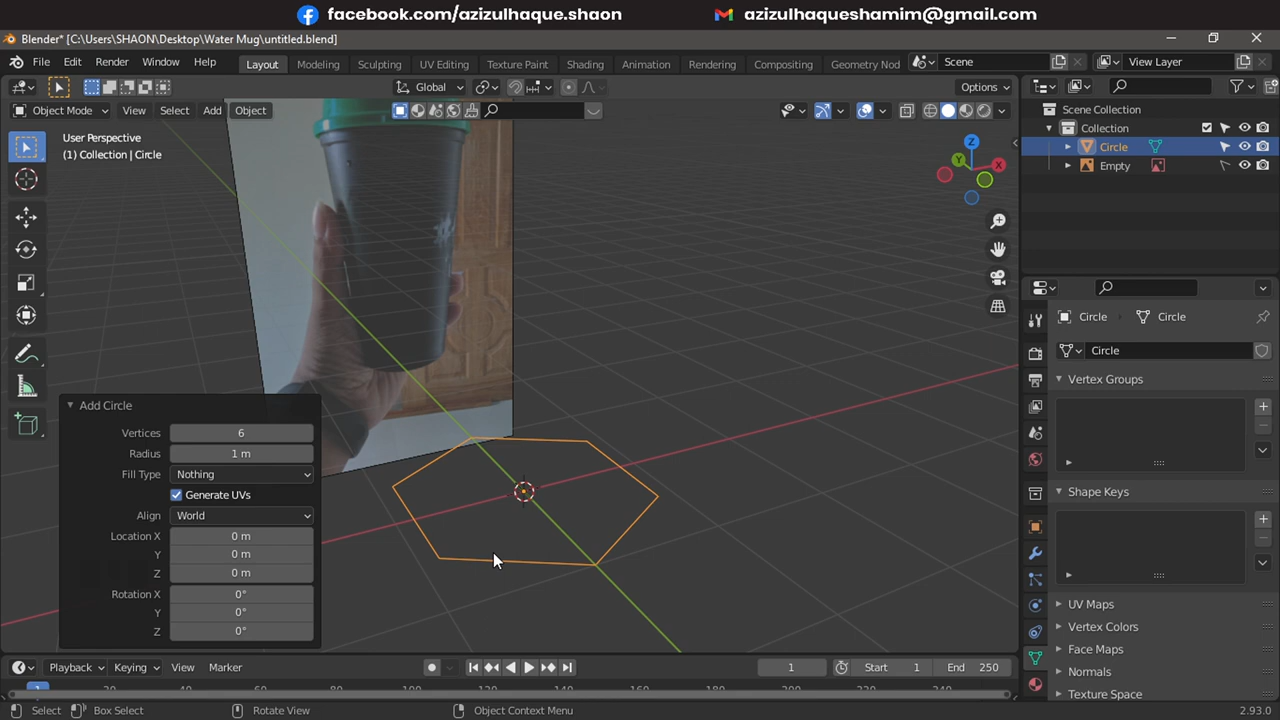 facebook.com/azizulhaque.shaon
azizulhaqueshamim@gmail.com
Blender* [C:\Users\SHAON\Desktop\Water Mug\untitled.blend]
File Edit Render Window Help Layout Modeling Sculpting UV Editing Texture Paint Shading Animation Rendering Compositing Geometry Nod Scene View Layer
Global Options
Object Mode View Select Add Object
User Perspective
(1) Collection | Circle
Z
Y
X
Scene Collection
Collection
Circle
Empty
Add Circle
Vertices 6
Radius 1 m
Fill Type Nothing
Generate UVs
Align World
Location X 0 m
Y 0 m
Z 0 m
Rotation X 0°
Y 0°
Z 0°
Circle Circle
Circle
Vertex Groups
Shape Keys
UV Maps
Vertex Colors
Face Maps
Normals
Texture Space
Playback Keying View Marker 1 Start 1 End 250
1
Select Box Select Rotate View Object Context Menu 2.93.0